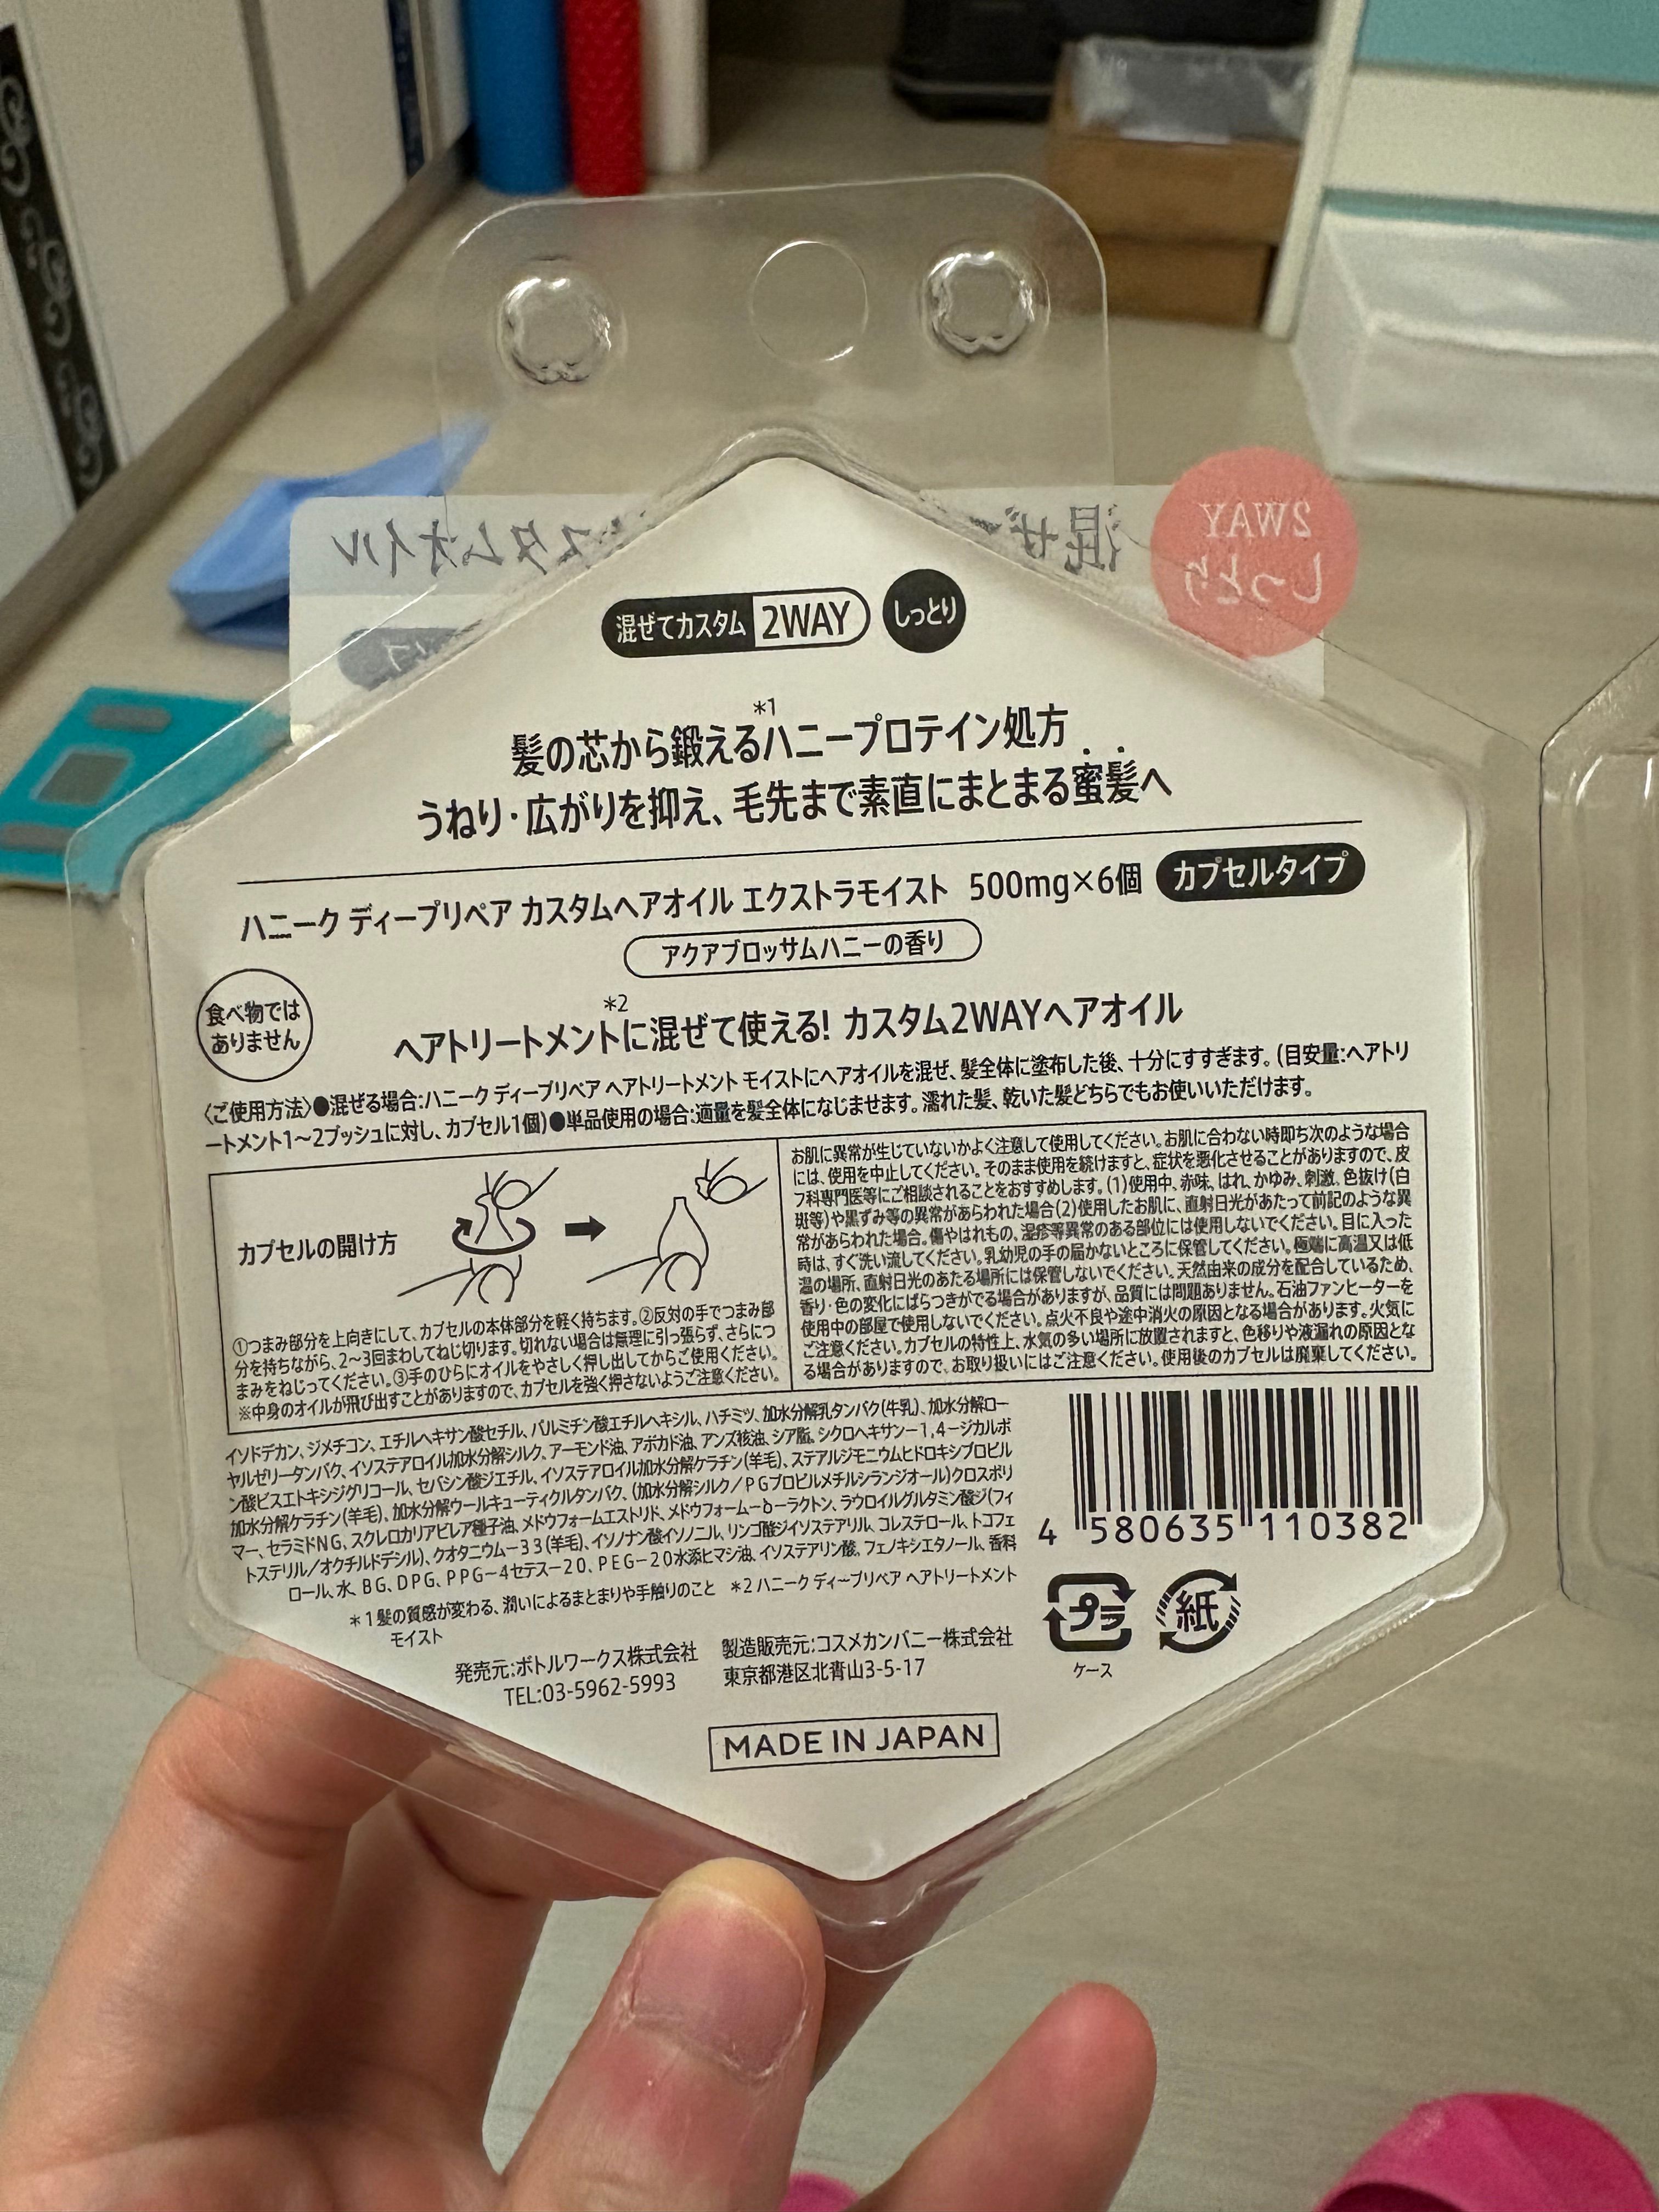 混ぜ
スタムオイル
2WAY
しっとり
混ぜてカスタム 2WAY しっとり
*1
髪の芯から鍛えるハニープロテイン処方
うねり・広がりを抑え、毛先まで素直にまとまる蜜髪へ
ハニーク ディープリペア カスタムヘアオイル エクストラモイスト 500mg×6個 カプセルタイプ
アクアブロッサムハニーの香り
食べ物では
ありません
*2
ヘアトリートメントに混ぜて使える! カスタム2WAYヘアオイル
〈ご使用方法〉●混ぜる場合:ハニーク ディープリペア ヘアトリートメント モイストにヘアオイルを混ぜ、髪全体に塗布した後、十分にすすぎます。(目安量:ヘアトリ
ートメント1〜2プッシュに対し、カプセル1個)●単品使用の場合:適量を髪全体になじませます。濡れた髪、乾いた髪どちらでもお使いいただけます。
カプセルの開け方
①つまみ部分を上向きにして、カプセルの本体部分を軽く持ちます。②反対の手でつまみ部
分を持ちながら、2〜3回まわしてねじ切ります。切れない場合は無理に引っ張らず、さらにつ
まみをねじってください。③手のひらにオイルをやさしく押し出してからご使用ください。
※中身のオイルが飛び出すことがありますので、カプセルを強く押さないようご注意ください。
お肌に異常が生じていないかよく注意して使用してください。お肌に合わない時即ち次のような場合
には、使用を中止してください。そのまま使用を続けますと、症状を悪化させることがありますので、皮
フ科専門医等にご相談されることをおすすめします。(1)使用中、赤味、はれ、かゆみ、刺激、色抜け(白
斑等)や黒ずみ等の異常があらわれた場合(2)使用したお肌に、直射日光があたって前記のような異
常があらわれた場合。傷やはれもの、湿疹等異常のある部位には使用しないでください。目に入った
時は、すぐ洗い流してください。乳幼児の手の届かないところに保管してください。極端に高温又は低
温の場所、直射日光のあたる場所には保管しないでください。天然由来の成分を配合しているため、
香り・色の変化にばらつきがでる場合がありますが、品質には問題ありません。石油ファンヒーターを
使用中の部屋で使用しないでください。点火不良や途中消火の原因となる場合があります。火気に
ご注意ください。カプセルの特性上、水気の多い場所に放置されますと、色移りや液漏れの原因とな
る場合がありますので、お取り扱いにはご注意ください。使用後のカプセルは廃棄してください。
イソドデカン、ジメチコン、エチルヘキサン酸セチル、パルミチン酸エチルヘキシル、ハチミツ、加水分解乳タンパク(牛乳)、加水分解ロー
ヤルゼリータンパク、イソステアロイル加水分解シルク、アーモンド油、アボカド油、アンズ核油、シア脂、シクロヘキサン-1,4-ジカルボ
ン酸ビスエトキシジグリコール、セバシン酸ジエチル、イソステアロイル加水分解ケラチン(羊毛)、ステアルジモニウムヒドロキシプロピル
加水分解ケラチン(羊毛)、加水分解ウールキューティクルタンパク、(加水分解シルク/PGプロピルメチルシランジオール)クロスポリ
マー、セラミドNG、スクレロカリアビレア種子油、メドウフォームエストリド、メドウフォーム-δ-ラクトン、ラウロイルグルタミン酸ジ(フィ
トステリル/オクチルドデシル)、クオタニウム-33(羊毛)、イソノナン酸イソノニル、リンゴ酸ジイソステアリル、コレステロール、トコフェ
ロール、水、BG、DPG、PPG-4セテス-20、PEG-20水添ヒマシ油、イソステアリン酸、フェノキシエタノール、香料
*1髪の質感が変わる、潤いによるまとまりや手触りのこと *2ハニーク ディープリペア ヘアトリートメント
モイスト
4 580635 110382
プラ
ケース
紙
発売元:ボトルワークス株式会社
TEL:03-5962-5993
製造販売元:コスメカンパニー株式会社
東京都港区北青山3-5-17
MADE IN JAPAN